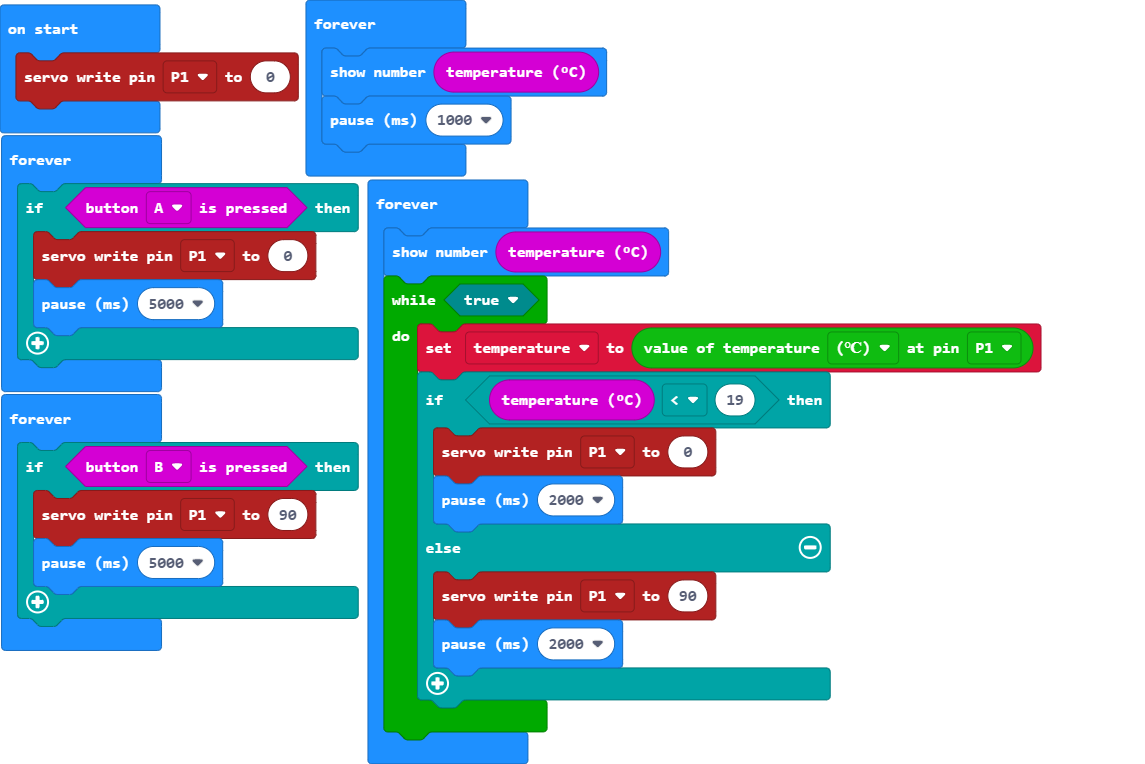 on start
servo write pin P1 to 0
forever
show number temperature (ºC)
pause (ms) 1000
forever
if button A is pressed then
servo write pin P1 to 0
pause (ms) 5000
forever
if button B is pressed then
servo write pin P1 to 90
pause (ms) 5000
forever
show number temperature (ºC)
while true
do
set temperature to value of temperature (℃) at pin P1
if temperature (ºC) < 19 then
servo write pin P1 to 0
pause (ms) 2000
else
servo write pin P1 to 90
pause (ms) 2000